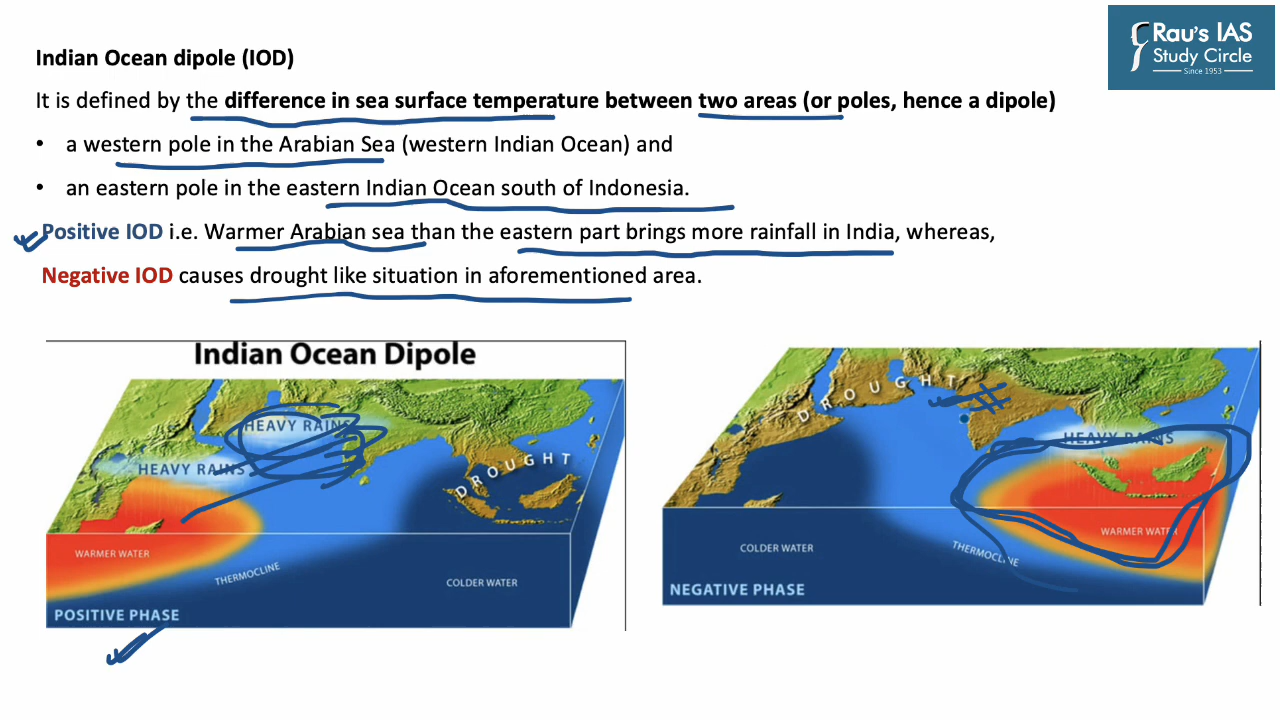 Rau's IAS
Study Circle
Since 1953
Indian Ocean dipole (IOD)
It is defined by the difference in sea surface temperature between two areas (or poles, hence a dipole)
• a western pole in the Arabian Sea (western Indian Ocean) and
• an eastern pole in the eastern Indian Ocean south of Indonesia.
Positive IOD i.e. Warmer Arabian sea than the eastern part brings more rainfall in India, whereas,
Negative IOD causes drought like situation in aforementioned area.
Indian Ocean Dipole
HEAVY RAINS
HEAVY RAINS
DROUGHT
WARMER WATER
THERMOCLINE
COLDER WATER
POSITIVE PHASE
DROUGHT
HEAVY RAINS
WARMER WATER
COLDER WATER
THERMOCLINE
NEGATIVE PHASE